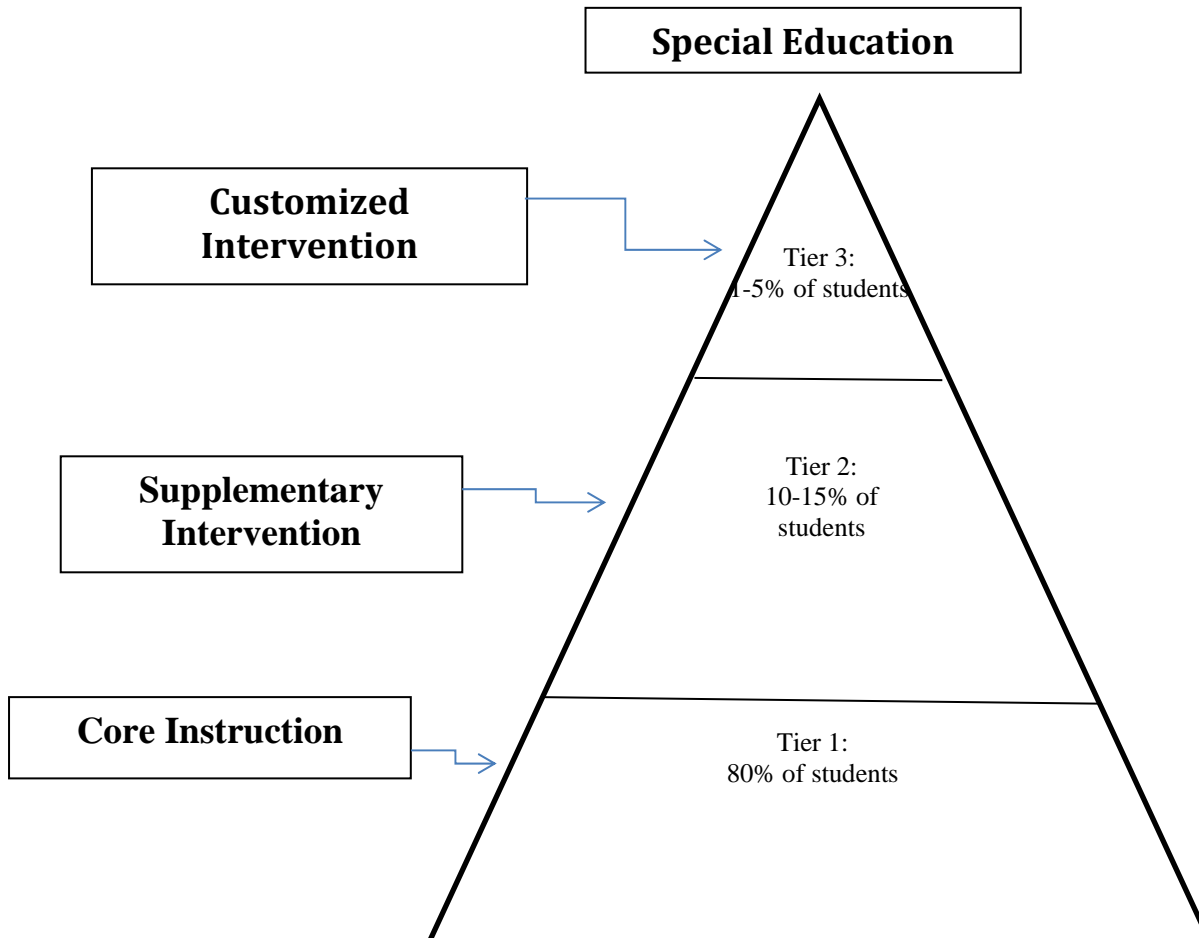 Special Education
Customized
Intervention
Tier 3:
1-5% of students
Supplementary
Intervention
Tier 2:
10-15% of
students
Core Instruction
Tier 1:
80% of students